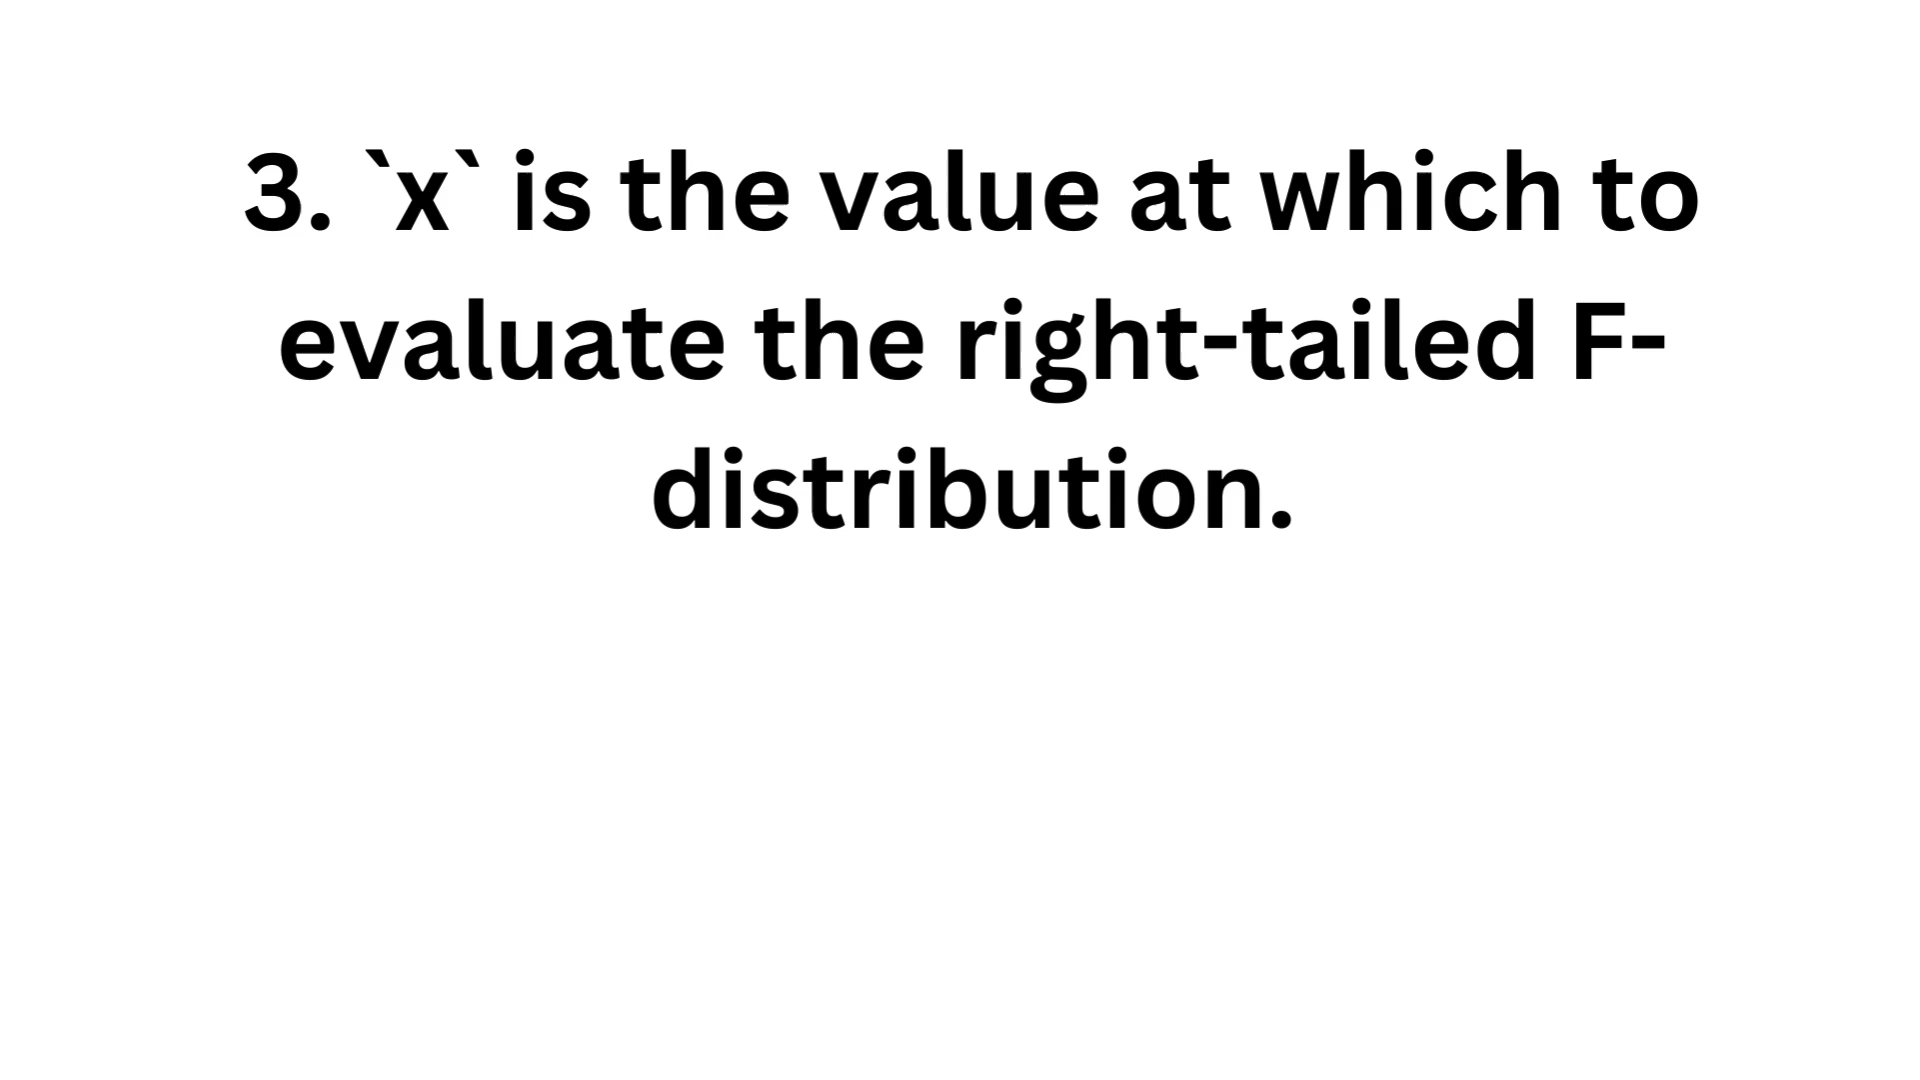 3. `x` is the value at which to
evaluate the right-tailed F-
distribution.